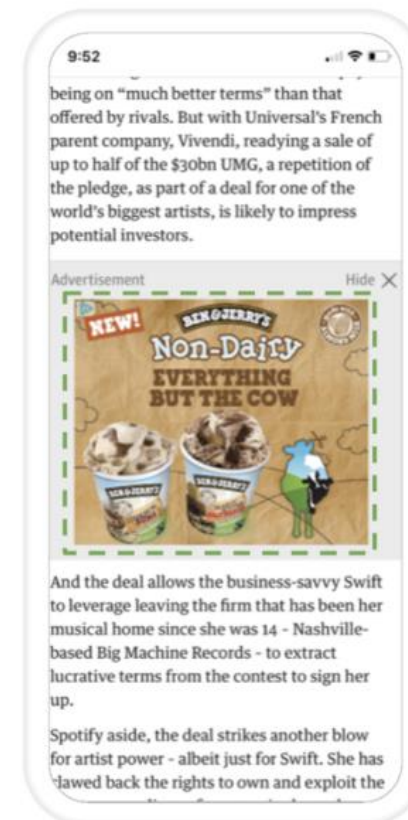 9:52
being on “much better terms” than that
offered by rivals. But with Universal’s French
parent company, Vivendi, readying a sale of
up to half of the $30bn UMG, a repetition of
the pledge, as part of a deal for one of the
world’s biggest artists, is likely to impress
potential investors.
Advertisement
Hide
NEW!
BEN & JERRY'S
Non-Dairy
EVERYTHING
BUT THE COW
BEN & JERRY'S
BEN & JERRY'S
And the deal allows the business-savvy Swift
to leverage leaving the firm that has been her
musical home since she was 14 - Nashville-
based Big Machine Records - to extract
lucrative terms from the contest to sign her
up.
Spotify aside, the deal strikes another blow
for artist power - albeit just for Swift. She has
clawed back the rights to own and exploit the